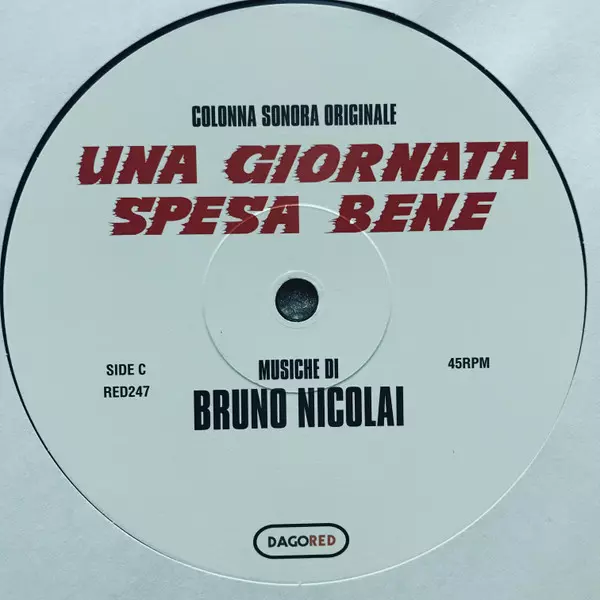 COLONNA SONORA ORIGINALE
UNA GIORNATA
SPESA BENE
SIDE C
RED247
MUSICHE DI
BRUNO NICOLAI
45RPM
DAGORED